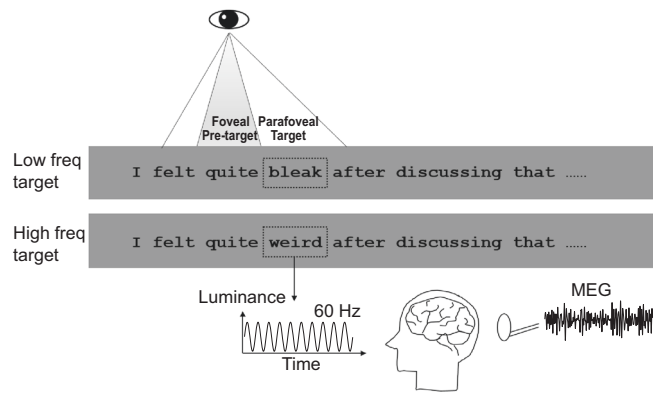 Foveal Parafoveal
Pre-target Target
Low freq
target
I felt quite bleak after discussing that ......
High freq
target
I felt quite weird after discussing that ......
Luminance
60 Hz
Time
MEG